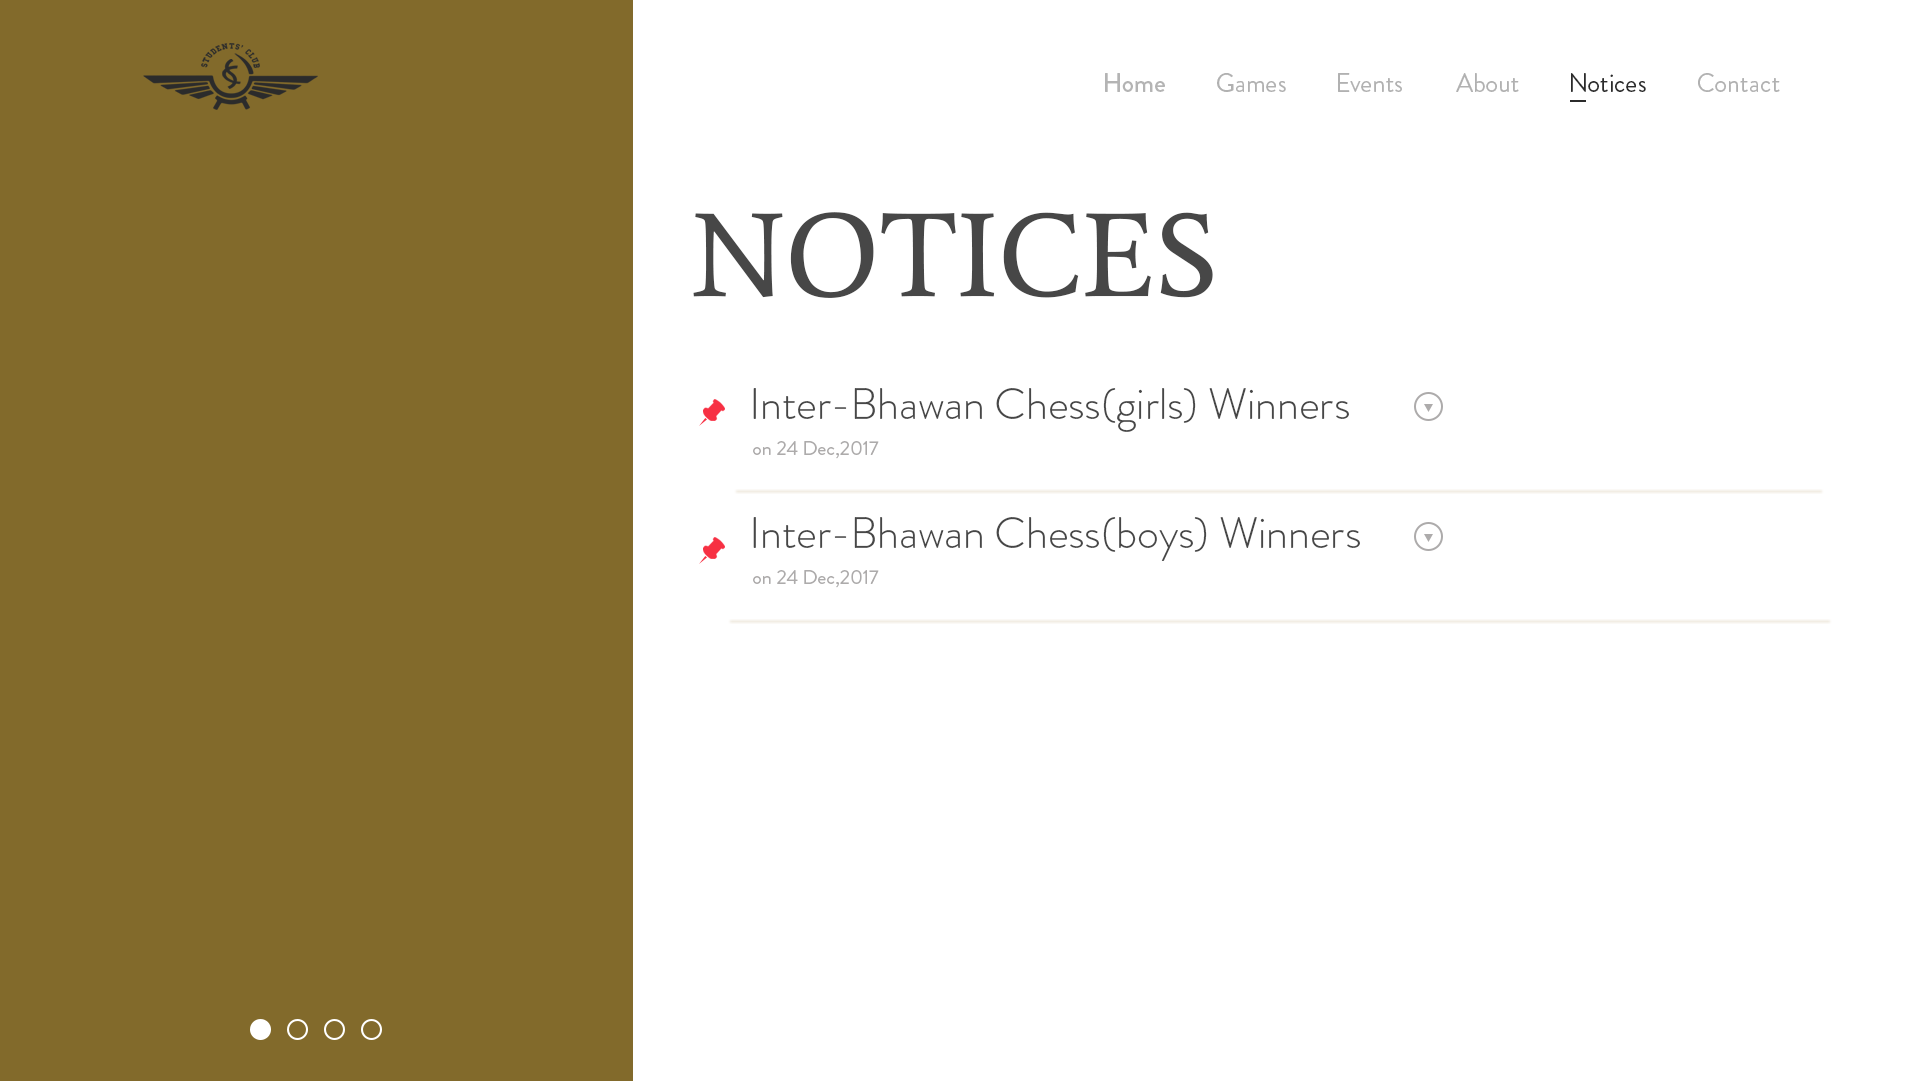 STUDENTS' CLUB
Home Games Events About Notices Contact
NOTICES
Inter-Bhawan Chess(girls) Winners
on 24 Dec,2017
Inter-Bhawan Chess(boys) Winners
on 24 Dec,2017